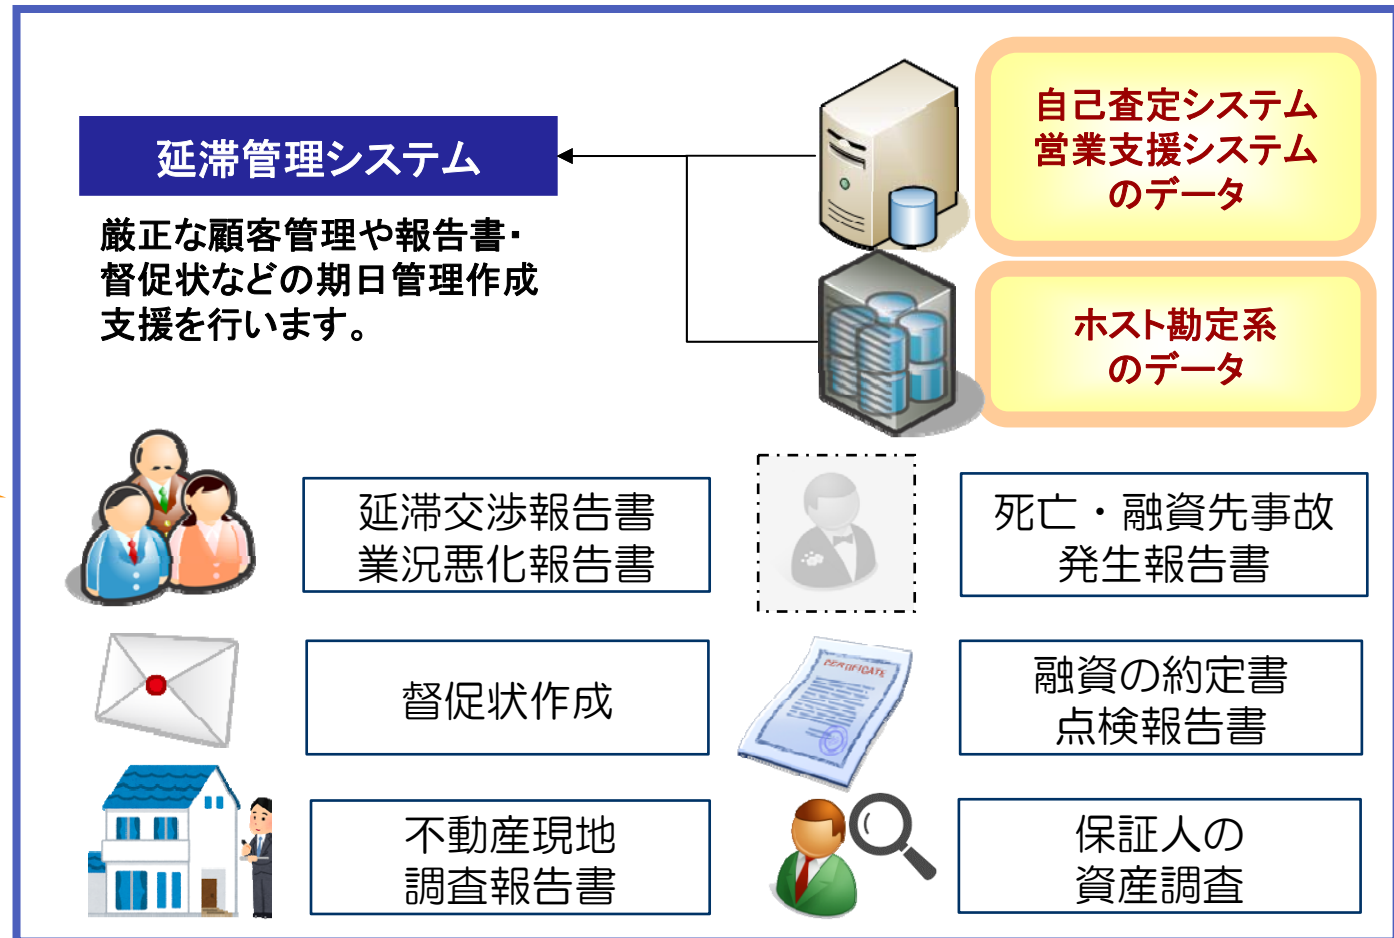 延滞管理システム
厳正な顧客管理や報告書・
督促状などの期日管理作成
支援を行います。
自己査定システム
営業支援システム
のデータ
ホスト勘定系
のデータ
延滞交渉報告書
業況悪化報告書
死亡・融資先事故
発生報告書
督促状作成
CERTIFICATE
融資の約定書
点検報告書
不動産現地
調査報告書
保証人の
資産調査